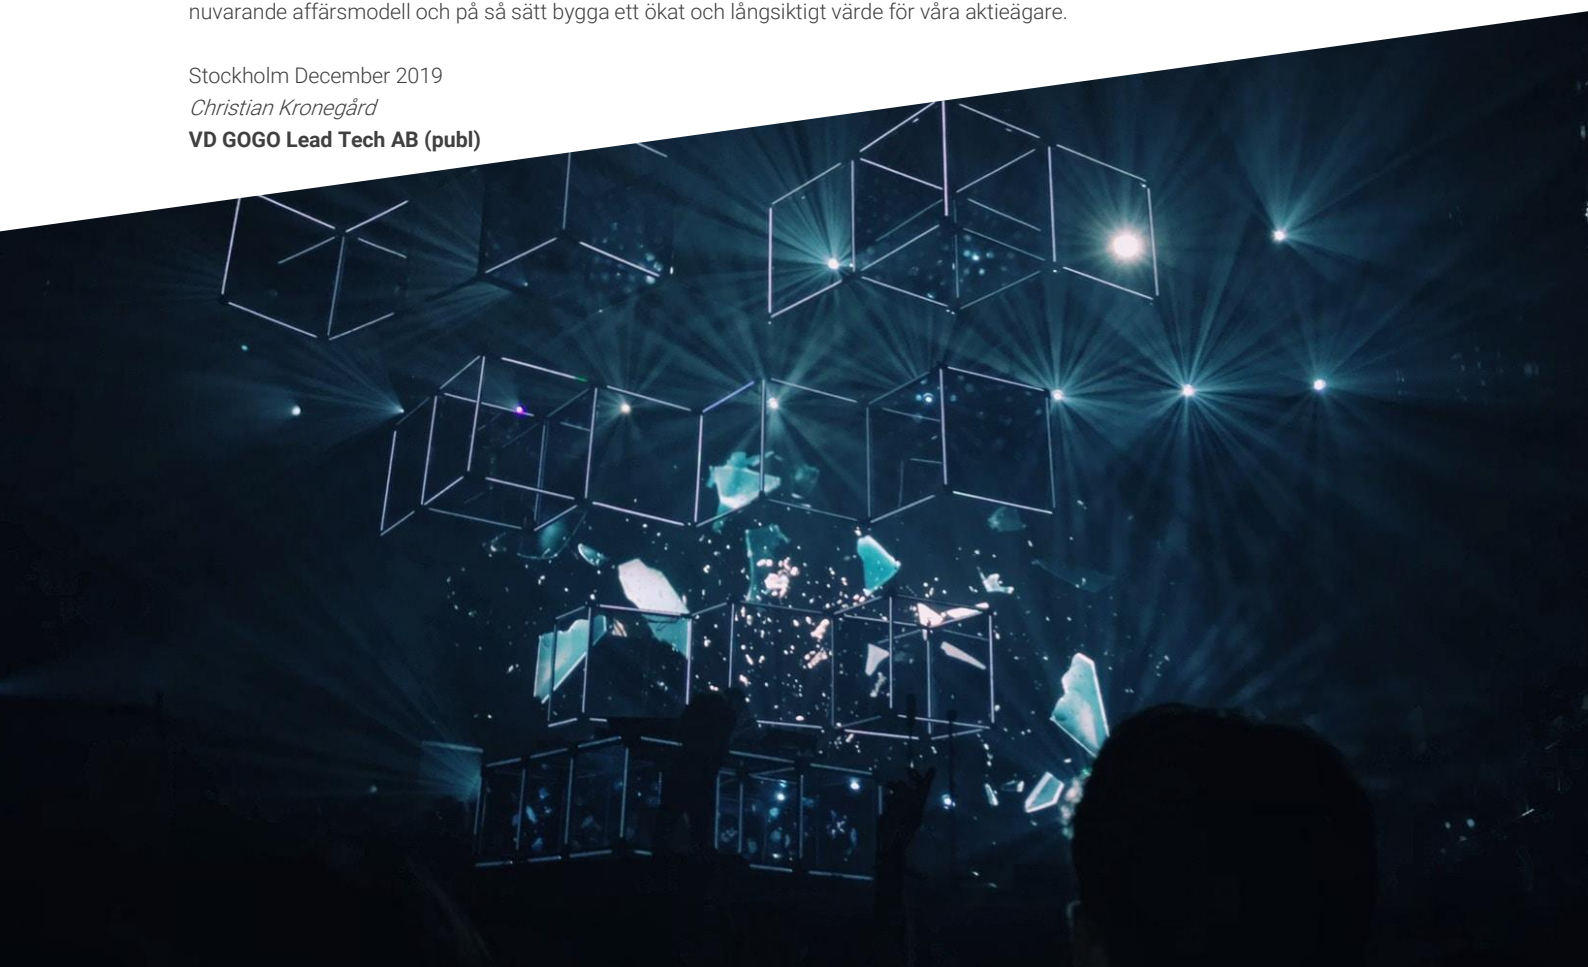 nuvarande affärsmodell och på så sätt bygga ett ökat och långsiktigt värde för våra aktieägare.
Stockholm December 2019
Christian Kronegård
VD GOGO Lead Tech AB (publ)